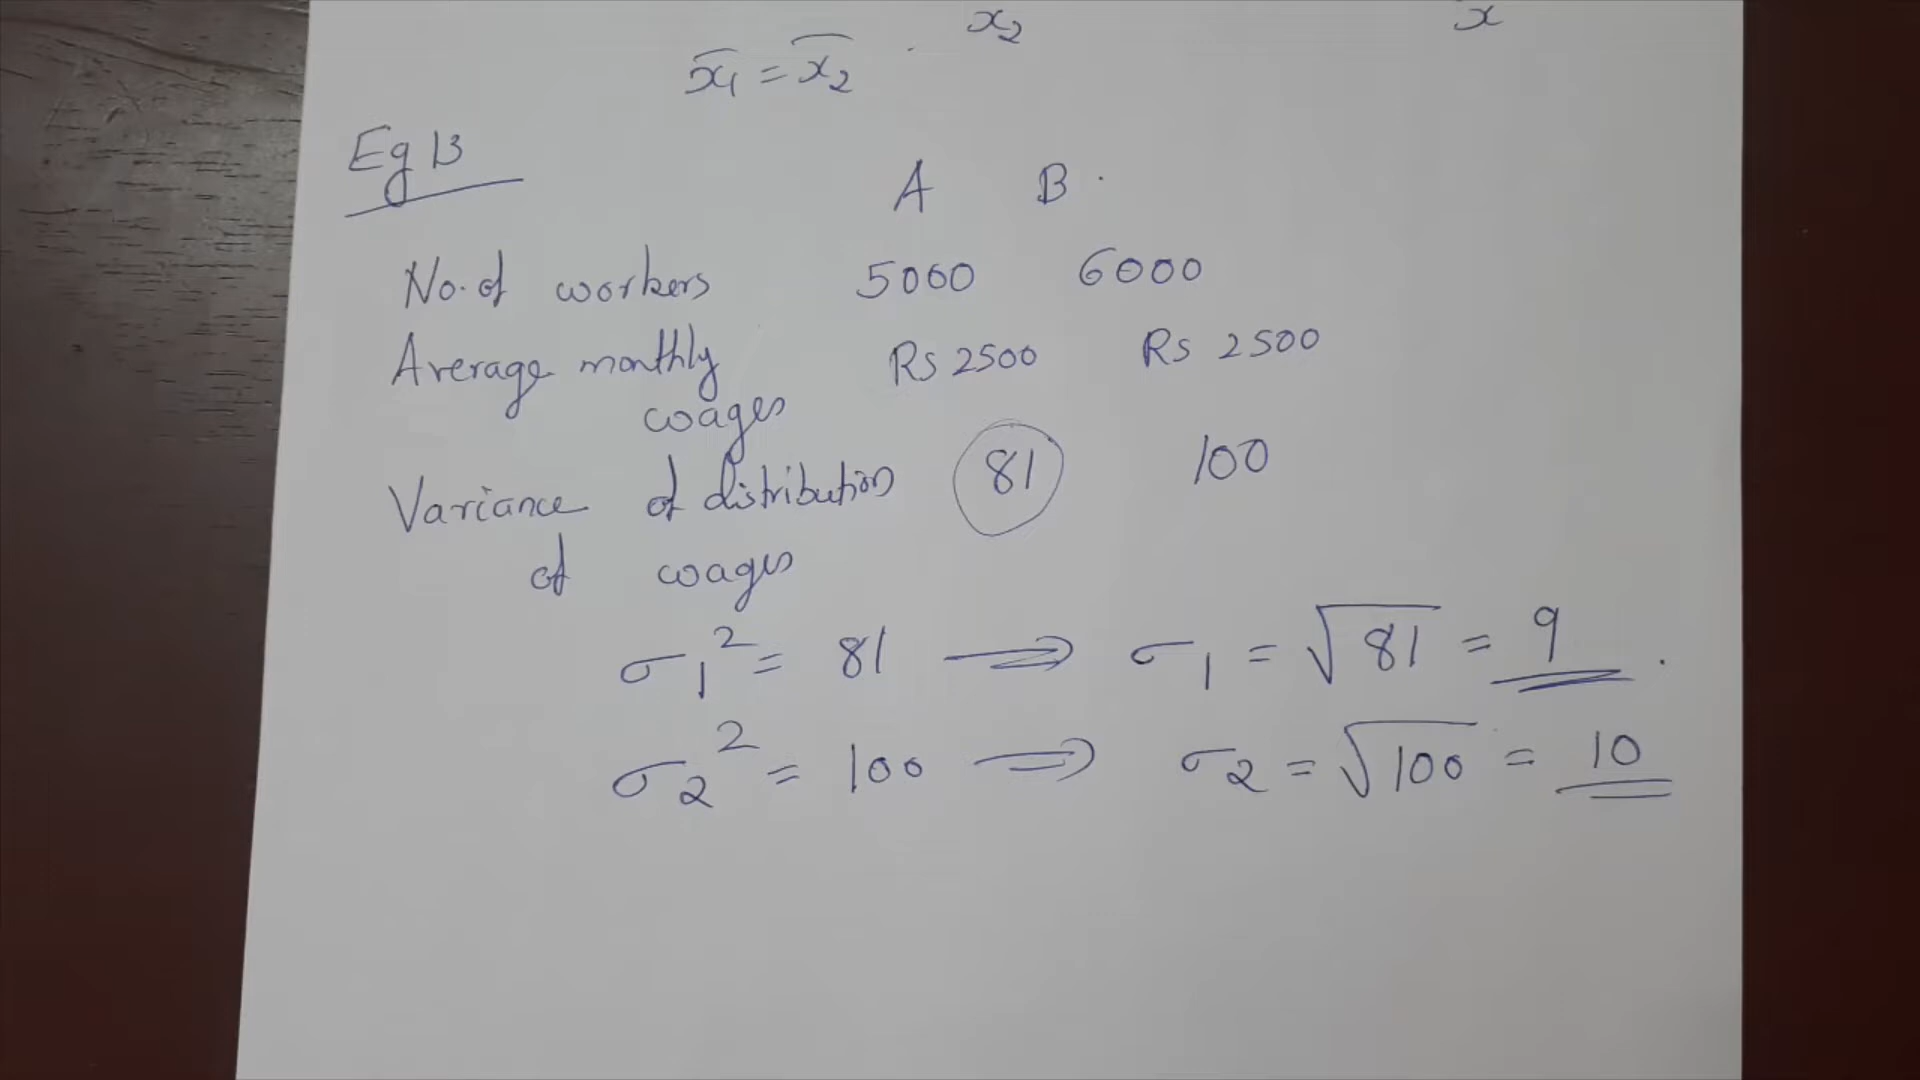 x₂ x
x̄₁ = x̄₂
Eg 13
A B
No. of workers 5000 6000
Average monthly Rs 2500 Rs 2500
wages
Variance of distribution 81 100
of wages
σ₁² = 81 ⟹ σ₁ = √81 = 9
σ₂² = 100 ⟹ σ₂ = √100 = 10